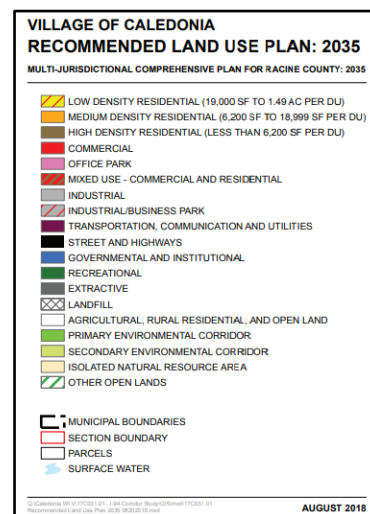 VILLAGE OF CALEDONIA
RECOMMENDED LAND USE PLAN: 2035
MULTI-JURISDICTIONAL COMPREHENSIVE PLAN FOR RACINE COUNTY: 2035
LOW DENSITY RESIDENTIAL (19,000 SF TO 1.49 AC PER DU)
MEDIUM DENSITY RESIDENTIAL (6,200 SF TO 18,999 SF PER DU)
HIGH DENSITY RESIDENTIAL (LESS THAN 6,200 SF PER DU)
COMMERCIAL
OFFICE PARK
MIXED USE - COMMERCIAL AND RESIDENTIAL
INDUSTRIAL
INDUSTRIAL/BUSINESS PARK
TRANSPORTATION, COMMUNICATION AND UTILITIES
STREET AND HIGHWAYS
GOVERNMENTAL AND INSTITUTIONAL
RECREATIONAL
EXTRACTIVE
LANDFILL
AGRICULTURAL, RURAL RESIDENTIAL, AND OPEN LAND
PRIMARY ENVIRONMENTAL CORRIDOR
SECONDARY ENVIRONMENTAL CORRIDOR
ISOLATED NATURAL RESOURCE AREA
OTHER OPEN LANDS
MUNICIPAL BOUNDARIES
SECTION BOUNDARY
PARCELS
SURFACE WATER
Recommended Land Use Plan 2035
AUGUST 2018